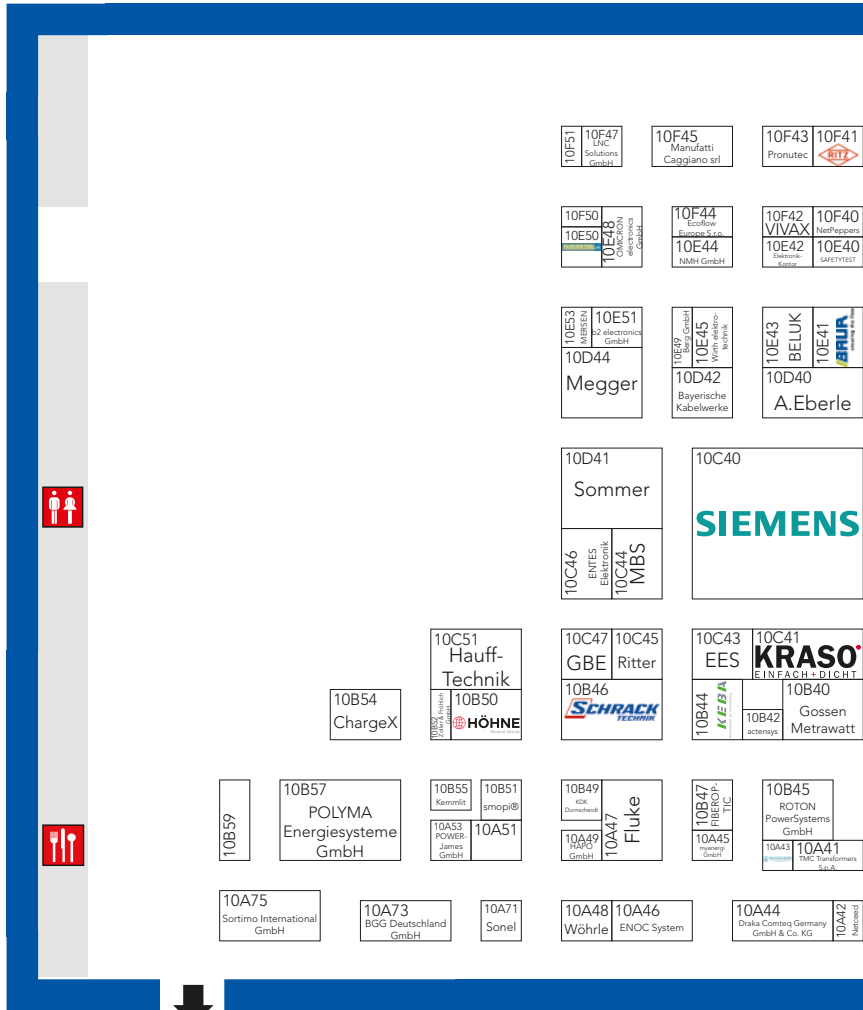 10F51
10F47
LNC
Solutions
GmbH
10F45
Manufatti
Caggiano srl
10F43
Pronutec
10F41
RITZ
10F50
10E50
10E48
OMICRON
electronics
GmbH
10F44
Ecoflow
Europe S.r.o.
10E44
NMH GmbH
10F42
VIVAX
10F40
NetPeppers
10E42
Elektronik-
Kontor
10E40
SAFETYTEST
10E53
MERSEN
10E51
b2 electronics
GmbH
10D44
Megger
10E49
Berg GmbH
10E45
Wirth elektro-
technik
10D42
Bayerische
Kabelwerke
10E43
BELUK
10E41
BAUR
10D40
A.Eberle
10D41
Sommer
10C46
ENTES
Elektronik
10C44
MBS
10C40
SIEMENS
10C51
Hauff-
Technik
10B54
ChargeX
10B52
10B50
HÖHNE
10C47
GBE
10C45
Ritter
10B46
SCHRACK
TECHNIK
10C43
EES
10C41
KRASO
EINFACH+DICHT
10B44
KEBA
10B42
actensys
10B40
Gossen
Metrawatt
10B59
10B57
POLYMA
Energiesysteme
GmbH
10B55
Kemmlit
10B51
smopi®
10A53
POWER-
James
GmbH
10A51
10B49
KDK
Dornscheidt
10A49
HAPO
GmbH
10A47
Fluke
10B47
FIBEROP-
TIC
10A45
myenergi
GmbH
10B45
ROTON
PowerSystems
GmbH
10A43
10A41
TMC Transformers
S.p.A.
10A75
Sortimo International
GmbH
10A73
BGG Deutschland
GmbH
10A71
Sonel
10A48
Wöhrle
10A46
ENOC System
10A44
Draka Comteq Germany
GmbH & Co. KG
10A42
Netceed